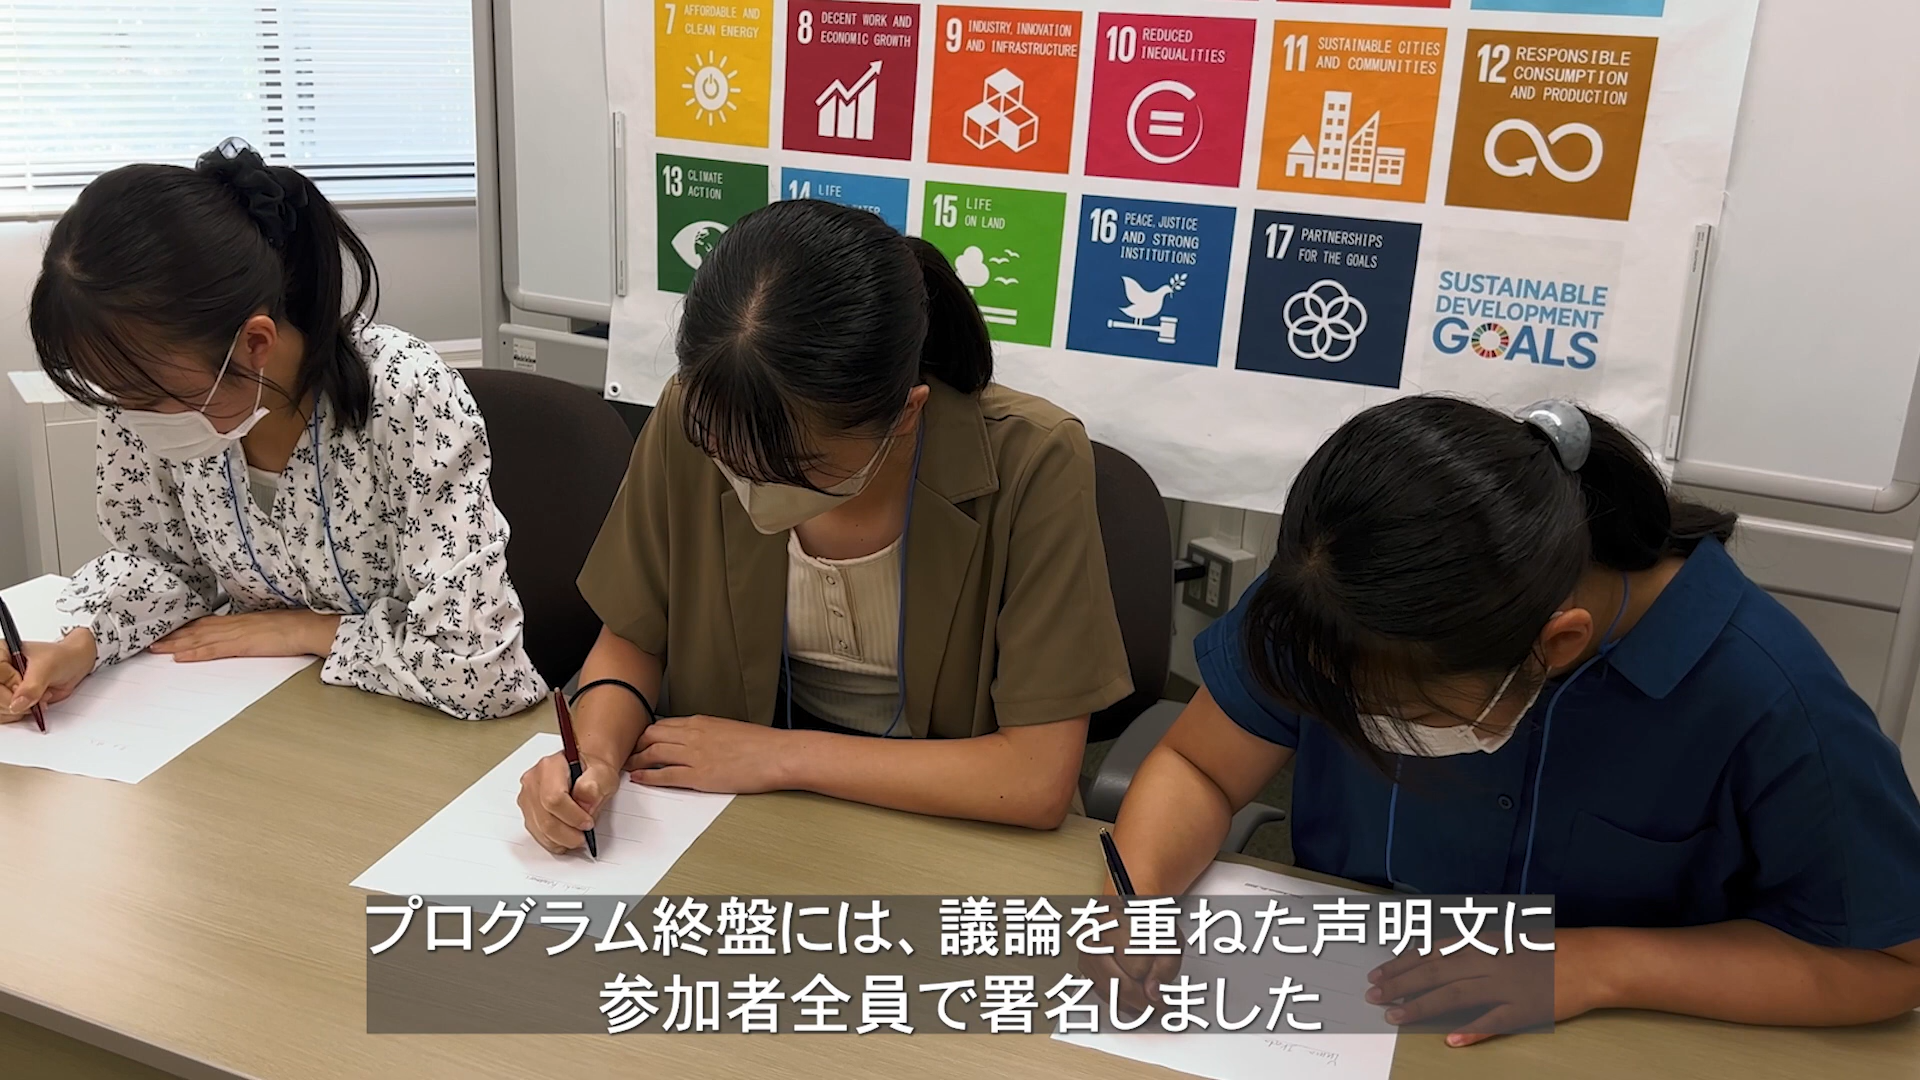 7 AFFORDABLE AND
CLEAN ENERGY
8 DECENT WORK AND
ECONOMIC GROWTH
9 INDUSTRY, INNOVATION
AND INFRASTRUCTURE
10 REDUCED
INEQUALITIES
11 SUSTAINABLE CITIES
AND COMMUNITIES
12 RESPONSIBLE
CONSUMPTION
AND PRODUCTION
13 CLIMATE
ACTION
14 LIFE
15 LIFE
ON LAND
16 PEACE, JUSTICE
AND STRONG
INSTITUTIONS
17 PARTNERSHIPS
FOR THE GOALS
SUSTAINABLE
DEVELOPMENT
GOALS
プログラム終盤には、議論を重ねた声明文に
参加者全員で署名しました